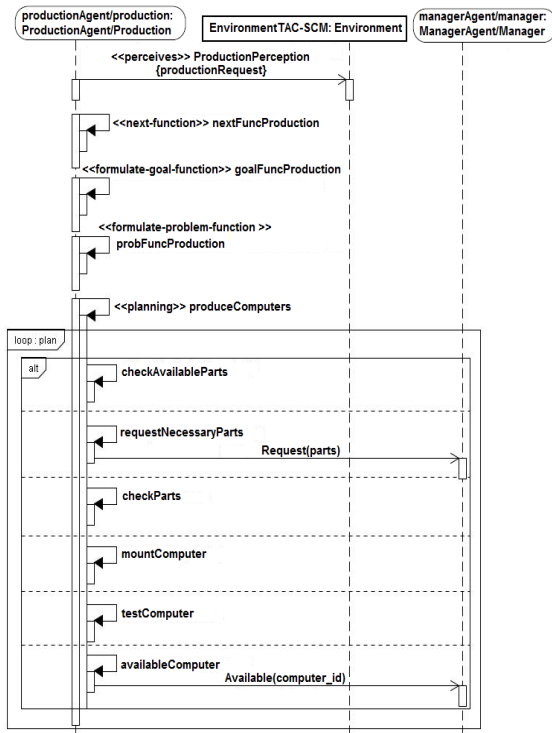 productionAgent/production:
ProductionAgent/Production
EnvironmentTAC-SCM: Environment
managerAgent/manager:
ManagerAgent/Manager
<<perceives>> ProductionPerception
{productionRequest}
<<next-function>> nextFuncProduction
<<formulate-goal-function>> goalFuncProduction
<<formulate-problem-function >>
probFuncProduction
<<planning>> produceComputers
loop : plan
alt
checkAvailableParts
requestNecessaryParts
Request(parts)
checkParts
mountComputer
testComputer
availableComputer
Available(computer_id)